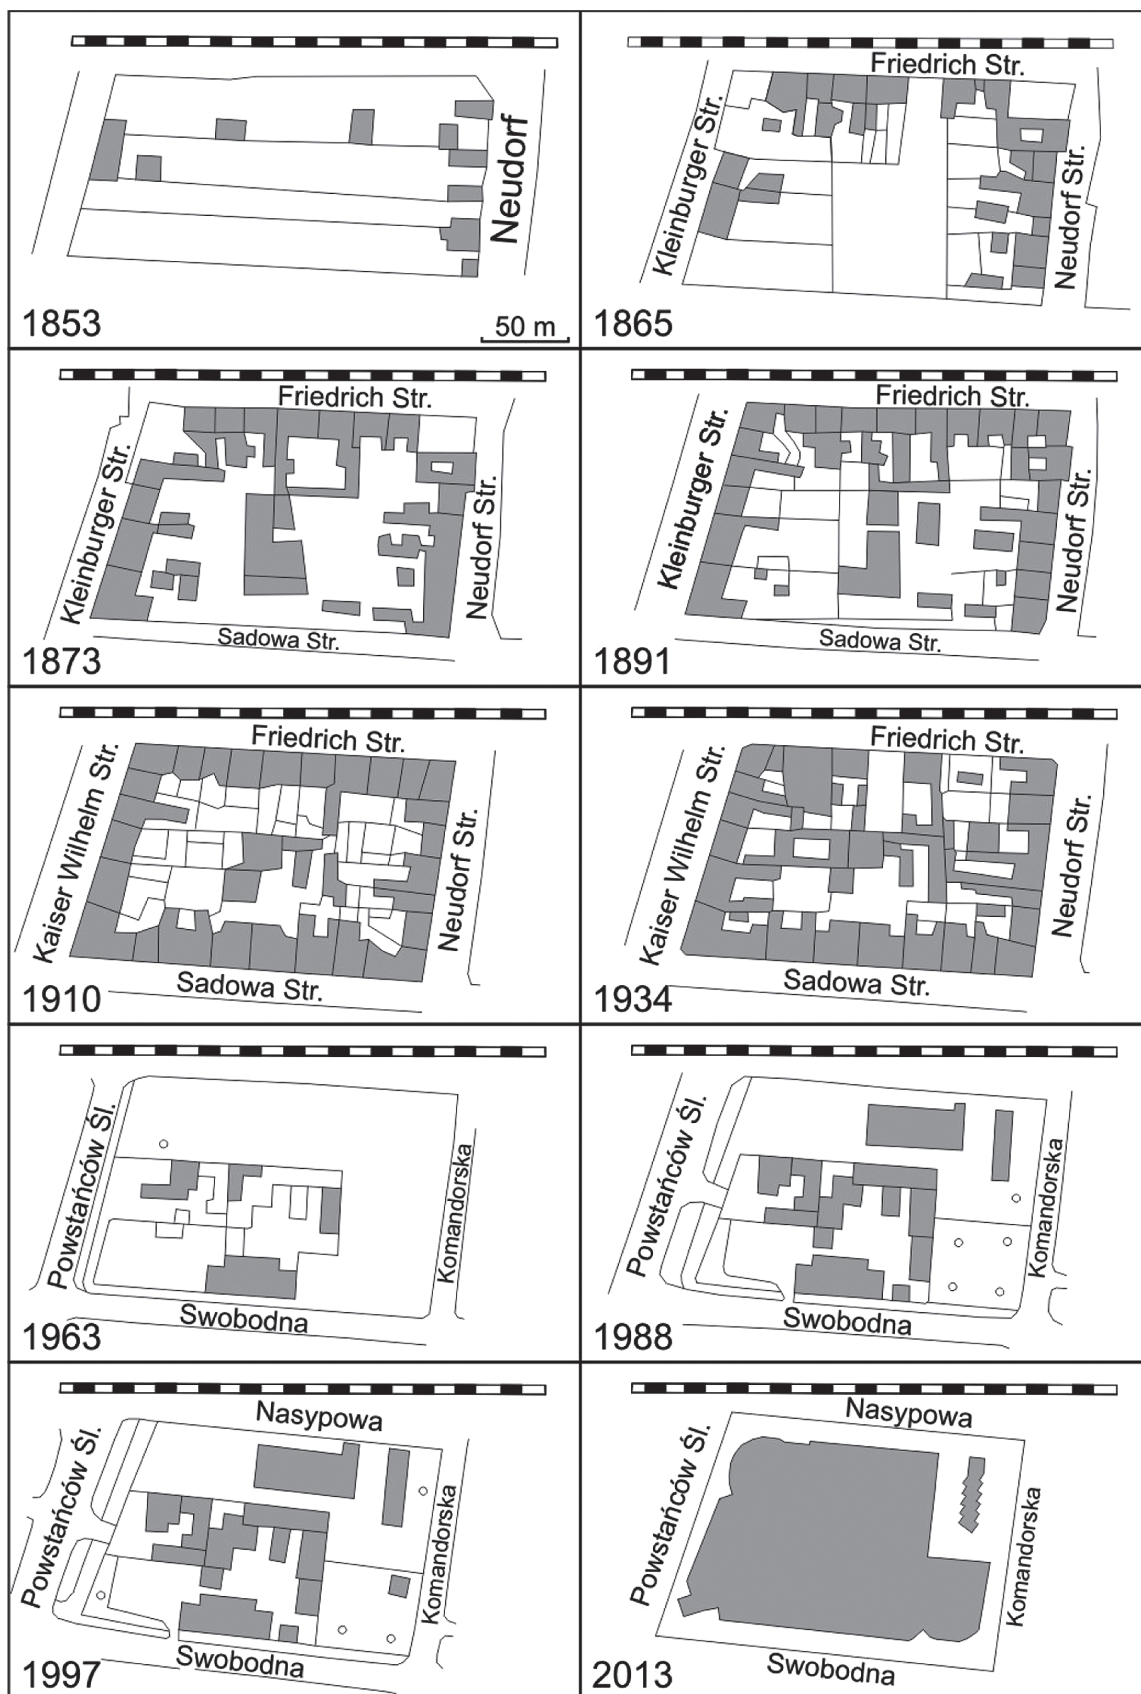 Neudorf
1853
50 m
Friedrich Str.
Kleinburger Str.
Neudorf Str.
1865
Friedrich Str.
Kleinburger Str.
Neudorf Str.
Sadowa Str.
1873
Friedrich Str.
Kleinburger Str.
Neudorf Str.
Sadowa Str.
1891
Friedrich Str.
Kaiser Wilhelm Str.
Neudorf Str.
Sadowa Str.
1910
Friedrich Str.
Kaiser Wilhelm Str.
Neudorf Str.
Sadowa Str.
1934
Powstańców Śl.
Komandorska
Swobodna
1963
Powstańców Śl.
Komandorska
Swobodna
1988
Nasypowa
Powstańców Śl.
Komandorska
Swobodna
1997
Nasypowa
Powstańców Śl.
Komandorska
Swobodna
2013